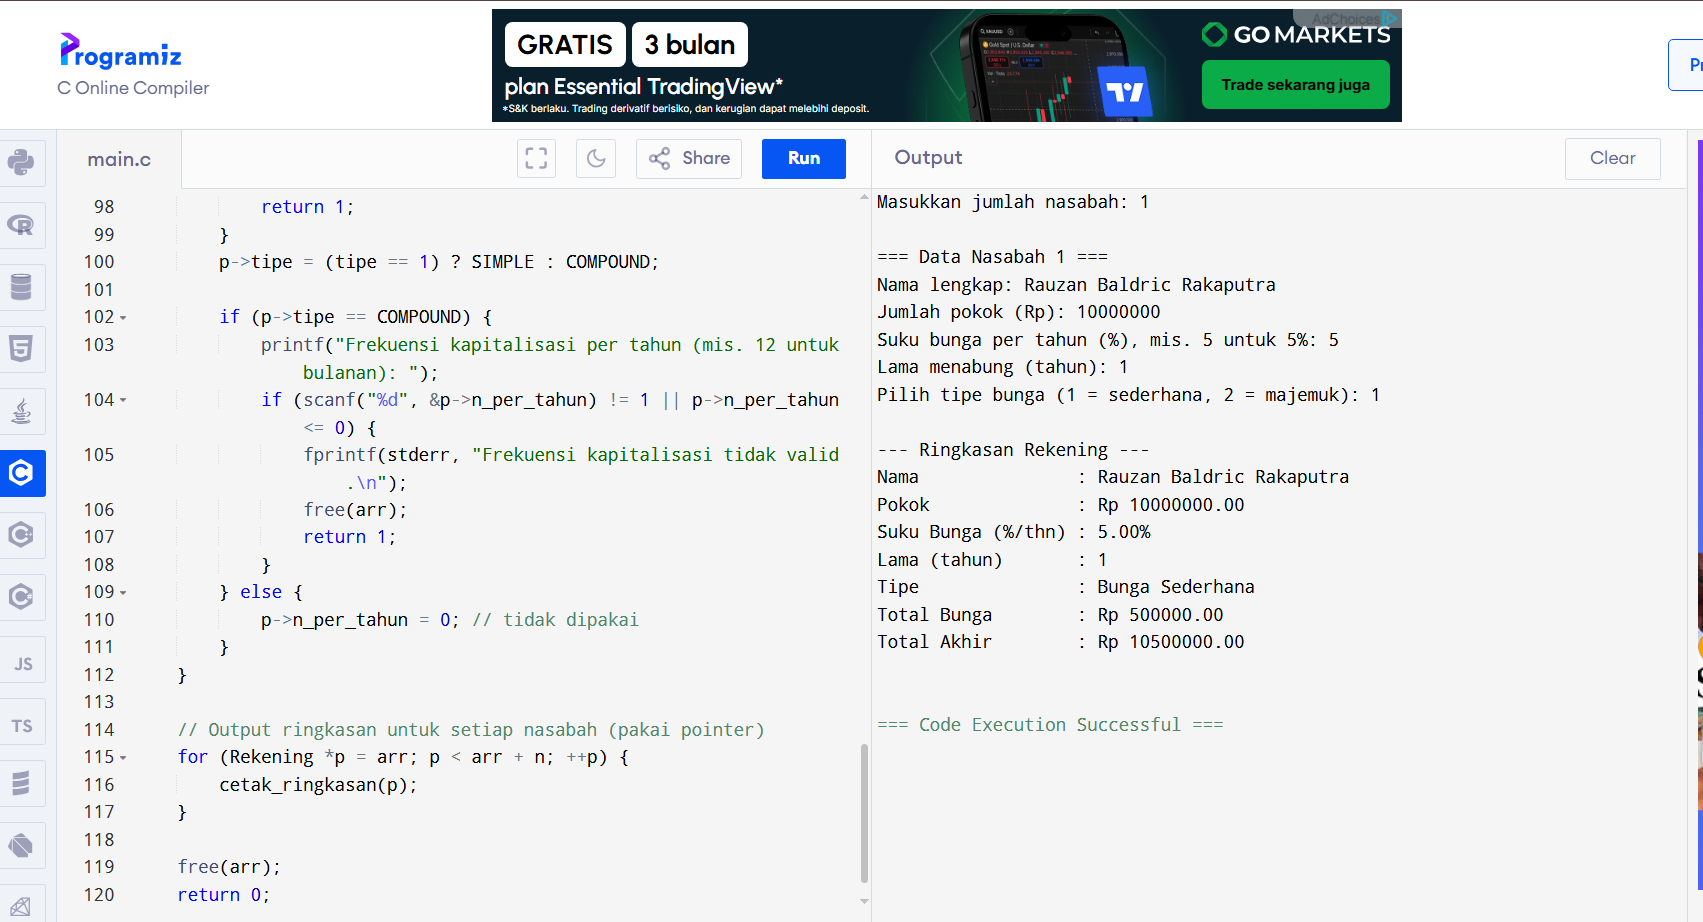 Programiz
C Online Compiler
GRATIS 3 bulan
plan Essential TradingView*
*S&K berlaku. Trading derivatif berisiko, dan kerugian dapat melebihi deposit.
AdChoices
GO MARKETS
Trade sekarang juga
main.c
Share
Run
Output
Clear
98 return 1;
99 }
100 p->tipe = (tipe == 1) ? SIMPLE : COMPOUND;
101
102 if (p->tipe == COMPOUND) {
103 printf("Frekuensi kapitalisasi per tahun (mis. 12 untuk
bulanan): ");
104 if (scanf("%d", &p->n_per_tahun) != 1 || p->n_per_tahun
<= 0) {
105 fprintf(stderr, "Frekuensi kapitalisasi tidak valid
.\n");
106 free(arr);
107 return 1;
108 }
109 } else {
110 p->n_per_tahun = 0; // tidak dipakai
111 }
112 }
113
114 // Output ringkasan untuk setiap nasabah (pakai pointer)
115 for (Rekening *p = arr; p < arr + n; ++p) {
116 cetak_ringkasan(p);
117 }
118
119 free(arr);
120 return 0;
Masukkan jumlah nasabah: 1
=== Data Nasabah 1 ===
Nama lengkap: Rauzan Baldric Rakaputra
Jumlah pokok (Rp): 10000000
Suku bunga per tahun (%), mis. 5 untuk 5%: 5
Lama menabung (tahun): 1
Pilih tipe bunga (1 = sederhana, 2 = majemuk): 1
--- Ringkasan Rekening ---
Nama : Rauzan Baldric Rakaputra
Pokok : Rp 10000000.00
Suku Bunga (%/thn) : 5.00%
Lama (tahun) : 1
Tipe : Bunga Sederhana
Total Bunga : Rp 500000.00
Total Akhir : Rp 10500000.00
=== Code Execution Successful ===
JS
TS